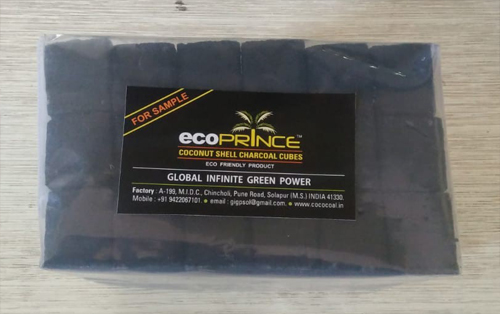 FOR SAMPLE
ecoPRINCE™
COCONUT SHELL CHARCOAL CUBES
ECO FRIENDLY PRODUCT
GLOBAL INFINITE GREEN POWER
Factory : A-199, M.I.D.C., Chincholi, Pune Road, Solapur (M.S.) INDIA 41330.
Mobile : +91 9422067101. ● email : gigpsol@gmail.com. ● www.cococoal.in